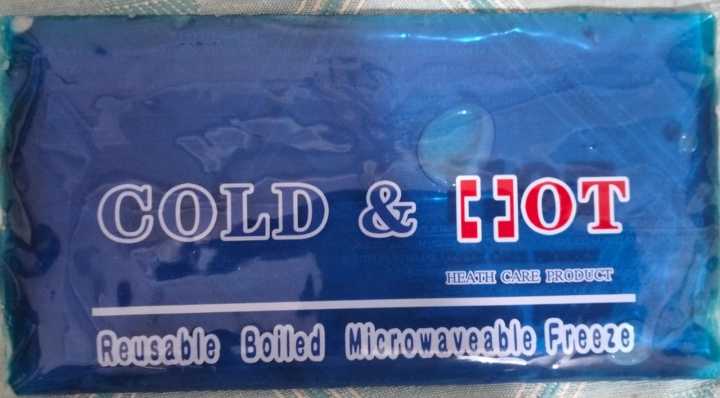 COLD & HOT
HEATH CARE PRODUCT
Reusable Boiled Microwaveable Freeze